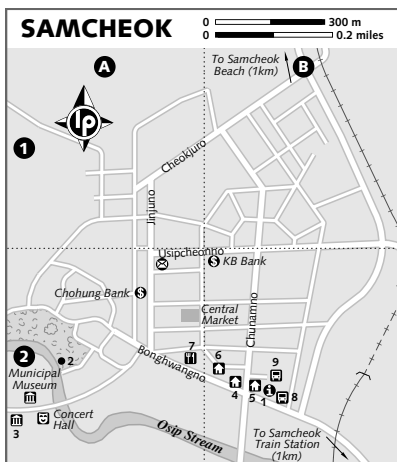 SAMCHEOK
0 300 m
0 0.2 miles
A
B
To Samcheok
Beach (1km)
lp
1
Cheokjuro
Jinjuno
Usipcheonno
KB Bank
Chohung Bank
Central
Market
Chunamno
2
2
Municipal
Museum
Bonghwangno
7
6
9
4
5
1
8
3
Concert
Hall
Osip Stream
To Samcheok
Train Station
(1km)